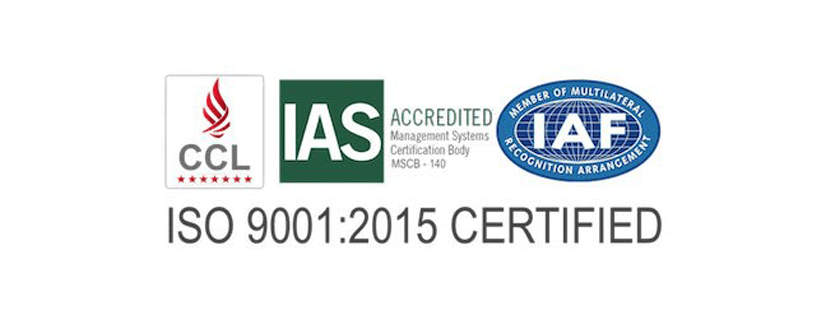 CCL
IAS
ACCREDITED
Management Systems
Certification Body
MSCB - 140
MEMBER OF MULTILATERAL
IAF
RECOGNITION ARRANGEMENT
ISO 9001:2015 CERTIFIED